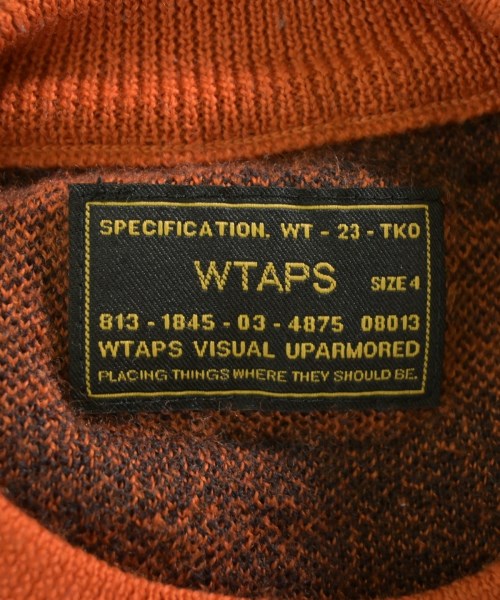 SPECIFICATION. WT - 23 - TKO
WTAPS SIZE 4
813 - 1845 - 03 - 4875 08013
WTAPS VISUAL UPARMORED
PLACING THINGS WHERE THEY SHOULD BE.